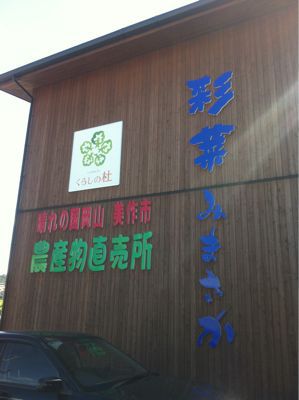 彩菜みまさか
くらしの杜
晴れの国岡山 美作市
農産物直売所